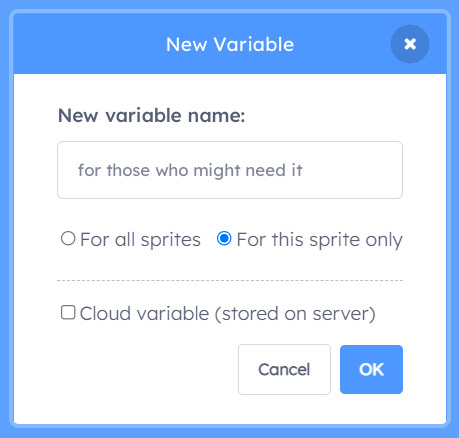 New Variable
New variable name:
for those who might need it
For all sprites For this sprite only
Cloud variable (stored on server)
Cancel OK